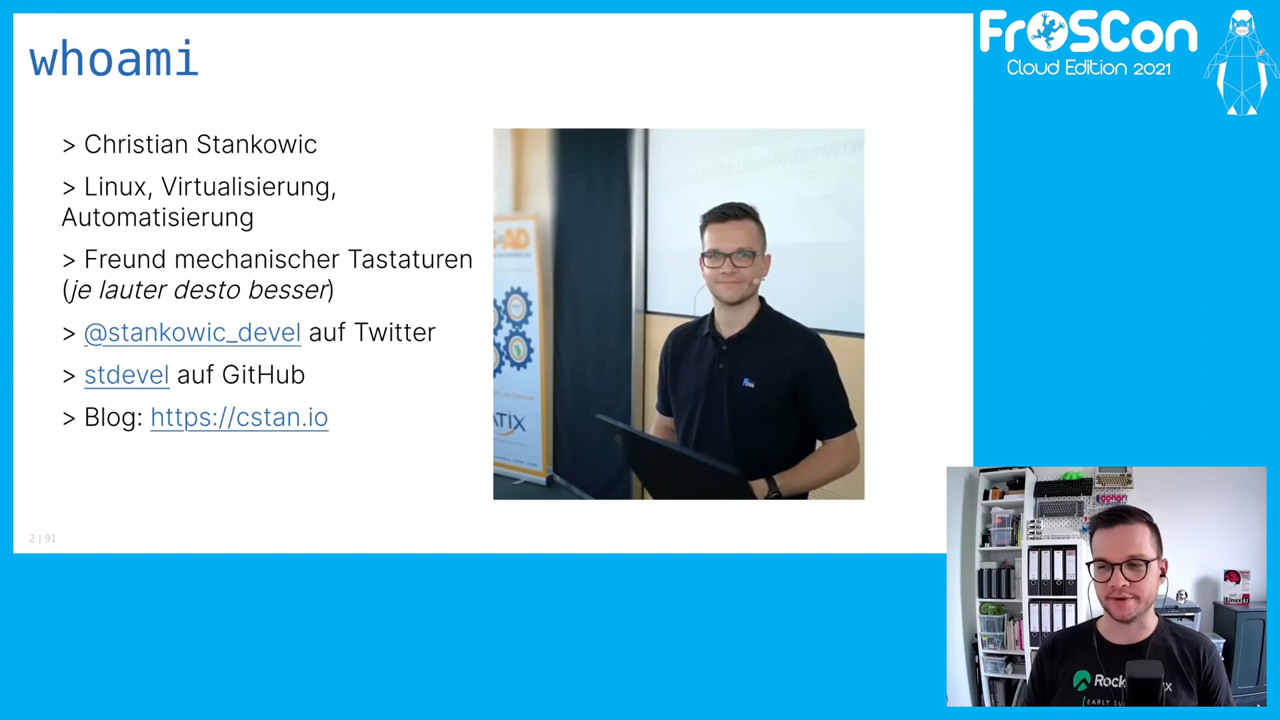 whoami
> Christian Stankowic
> Linux, Virtualisierung,
Automatisierung
> Freund mechanischer Tastaturen
(je lauter desto besser)
> @stankowic_devel auf Twitter
> stdevel auf GitHub
> Blog: https://cstan.io
2 | 91
FrOSCon
Cloud Edition 2021